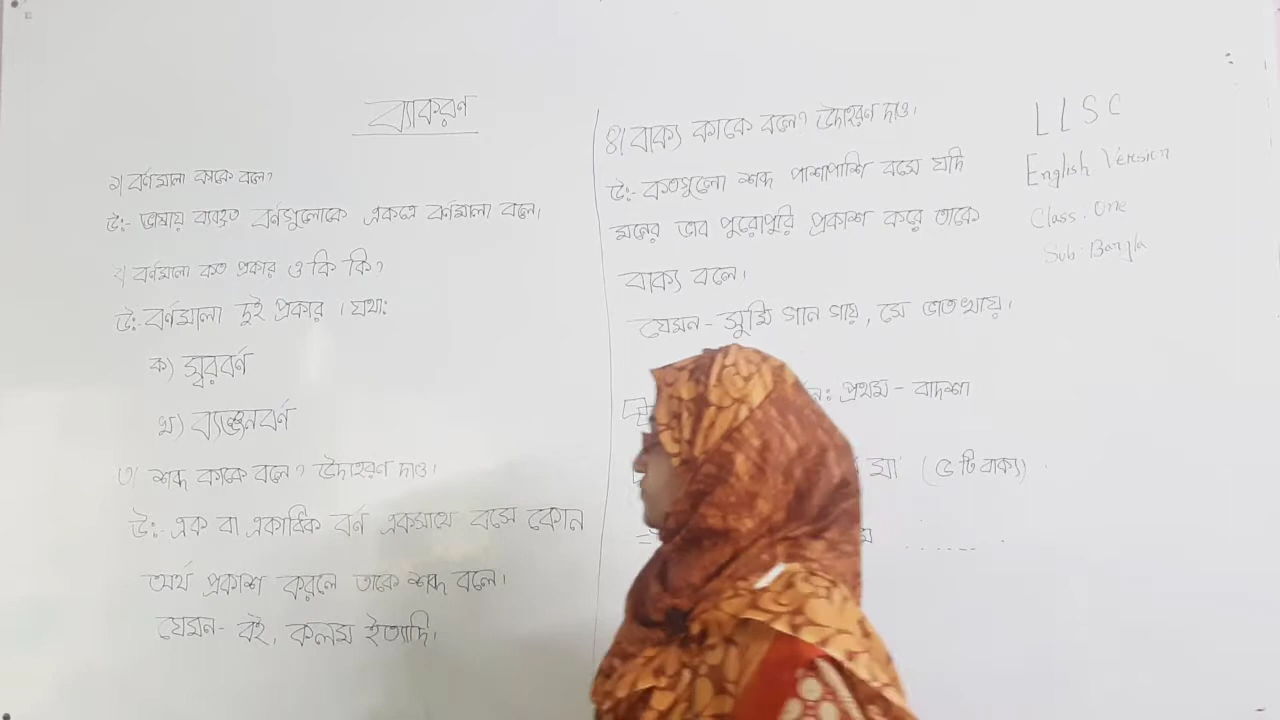 ব্যাকরণ
১) বর্ণমালা কাকে বলে?
উঃ- ভাষায় ব্যবহৃত বর্ণগুলোকে একত্রে বর্ণমালা বলে।
২) বর্ণমালা কত প্রকার ও কি কি?
উঃ বর্ণমালা দুই প্রকার । যথা:
ক) স্বরবর্ণ
খ) ব্যঞ্জনবর্ণ
৩) শব্দ কাকে বলে? উদাহরণ দাও।
উঃ- এক বা একাধিক বর্ণ একসাথে বসে কোন
অর্থ প্রকাশ করলে তাকে শব্দ বলে।
যেমন- বই, কলম ইত্যাদি।
৪) বাক্য কাকে বলে? উদাহরণ দাও।
উঃ- কতগুলো শব্দ পাশাপাশি বসে যদি
মনের ভাব পুরোপুরি প্রকাশ করে তাকে
বাক্য বলে।
যেমন - সুমি গান গায়, সে ভাত খায়।
প্রথম - বাদশা
মা (৫ টি বাক্য)
LLSC
English Version
Class. One
Sub-Bangla